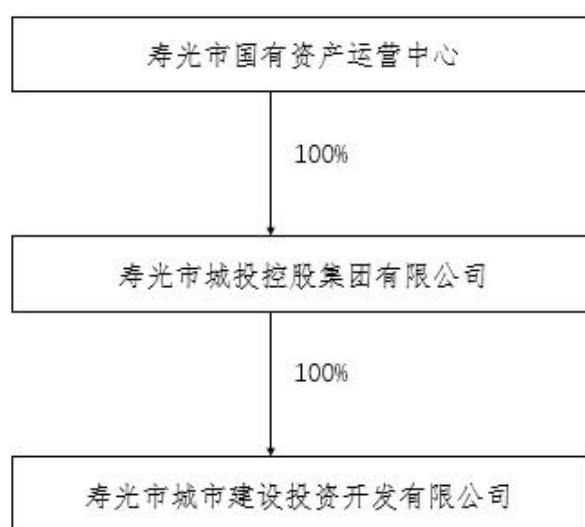 寿光市国有资产运营中心
100%
寿光市城投控股集团有限公司
100%
寿光市城市建设投资开发有限公司